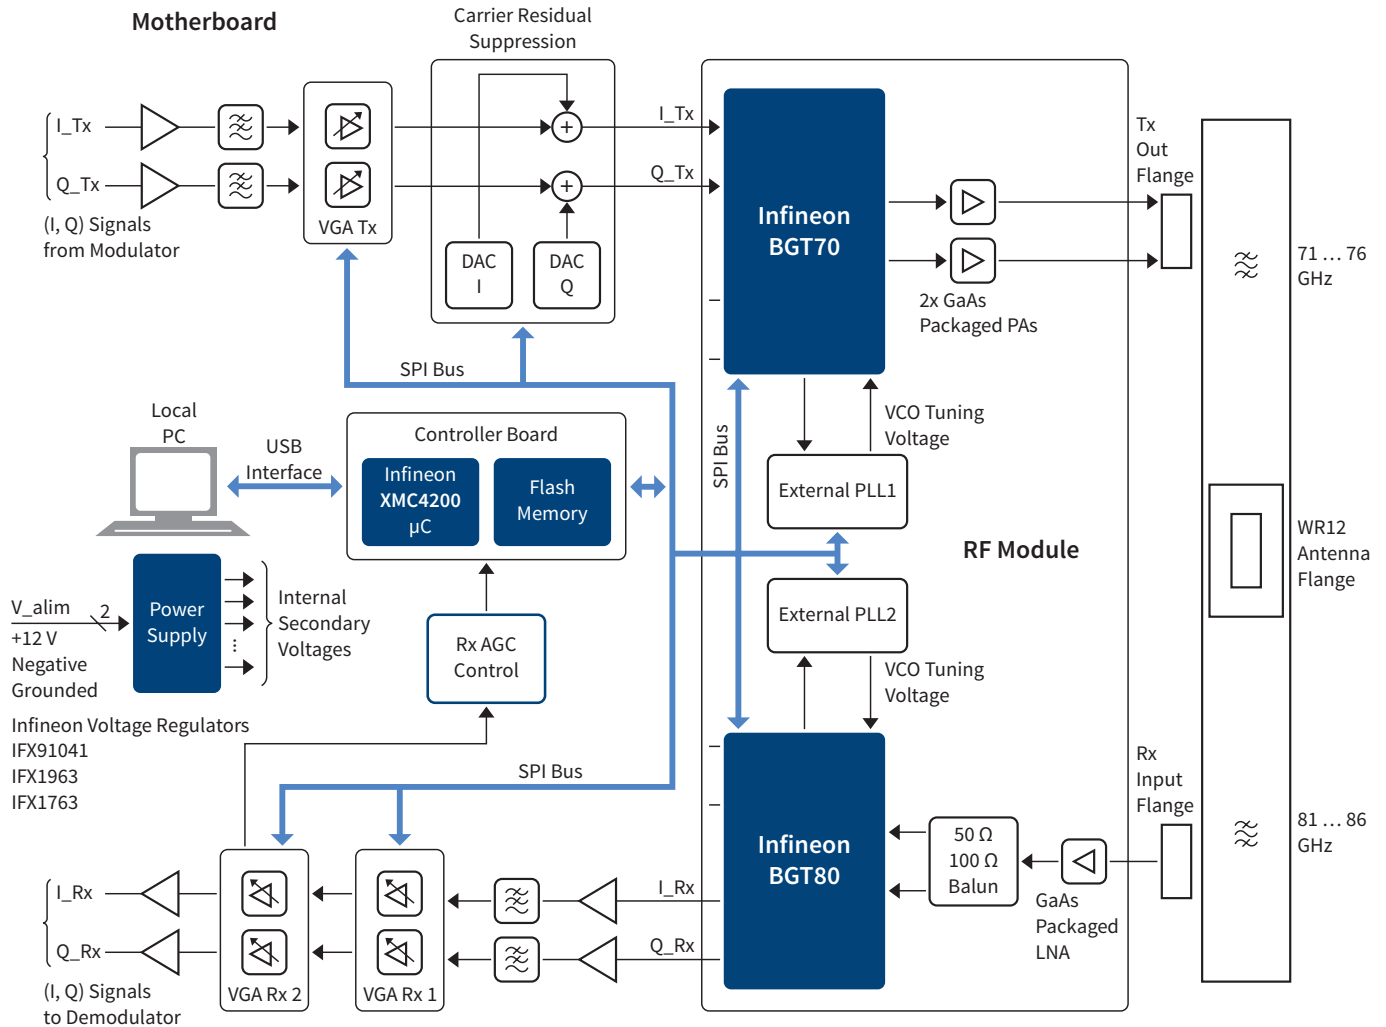 Motherboard
Carrier Residual
Suppression
I_Tx
Q_Tx
(I, Q) Signals
from Modulator
VGA Tx
+
+
DAC
I
DAC
Q
I_Tx
Q_Tx
Infineon
BGT70
2x GaAs
Packaged PAs
Tx
Out
Flange
71 … 76
GHz
SPI Bus
Local
PC
USB
Interface
Controller Board
Infineon
XMC4200
µC
Flash
Memory
SPI Bus
VCO Tuning
Voltage
External PLL1
RF Module
WR12
Antenna
Flange
External PLL2
VCO Tuning
Voltage
V_alim
2
+12 V
Negative
Grounded
Power
Supply
Internal
Secondary
Voltages
Rx AGC
Control
Infineon Voltage Regulators
IFX91041
IFX1963
IFX1763
SPI Bus
Rx
Input
Flange
81 … 86
GHz
Infineon
BGT80
50 Ω
100 Ω
Balun
GaAs
Packaged
LNA
I_Rx
Q_Rx
I_Rx
Q_Rx
VGA Rx 2
VGA Rx 1
(I, Q) Signals
to Demodulator